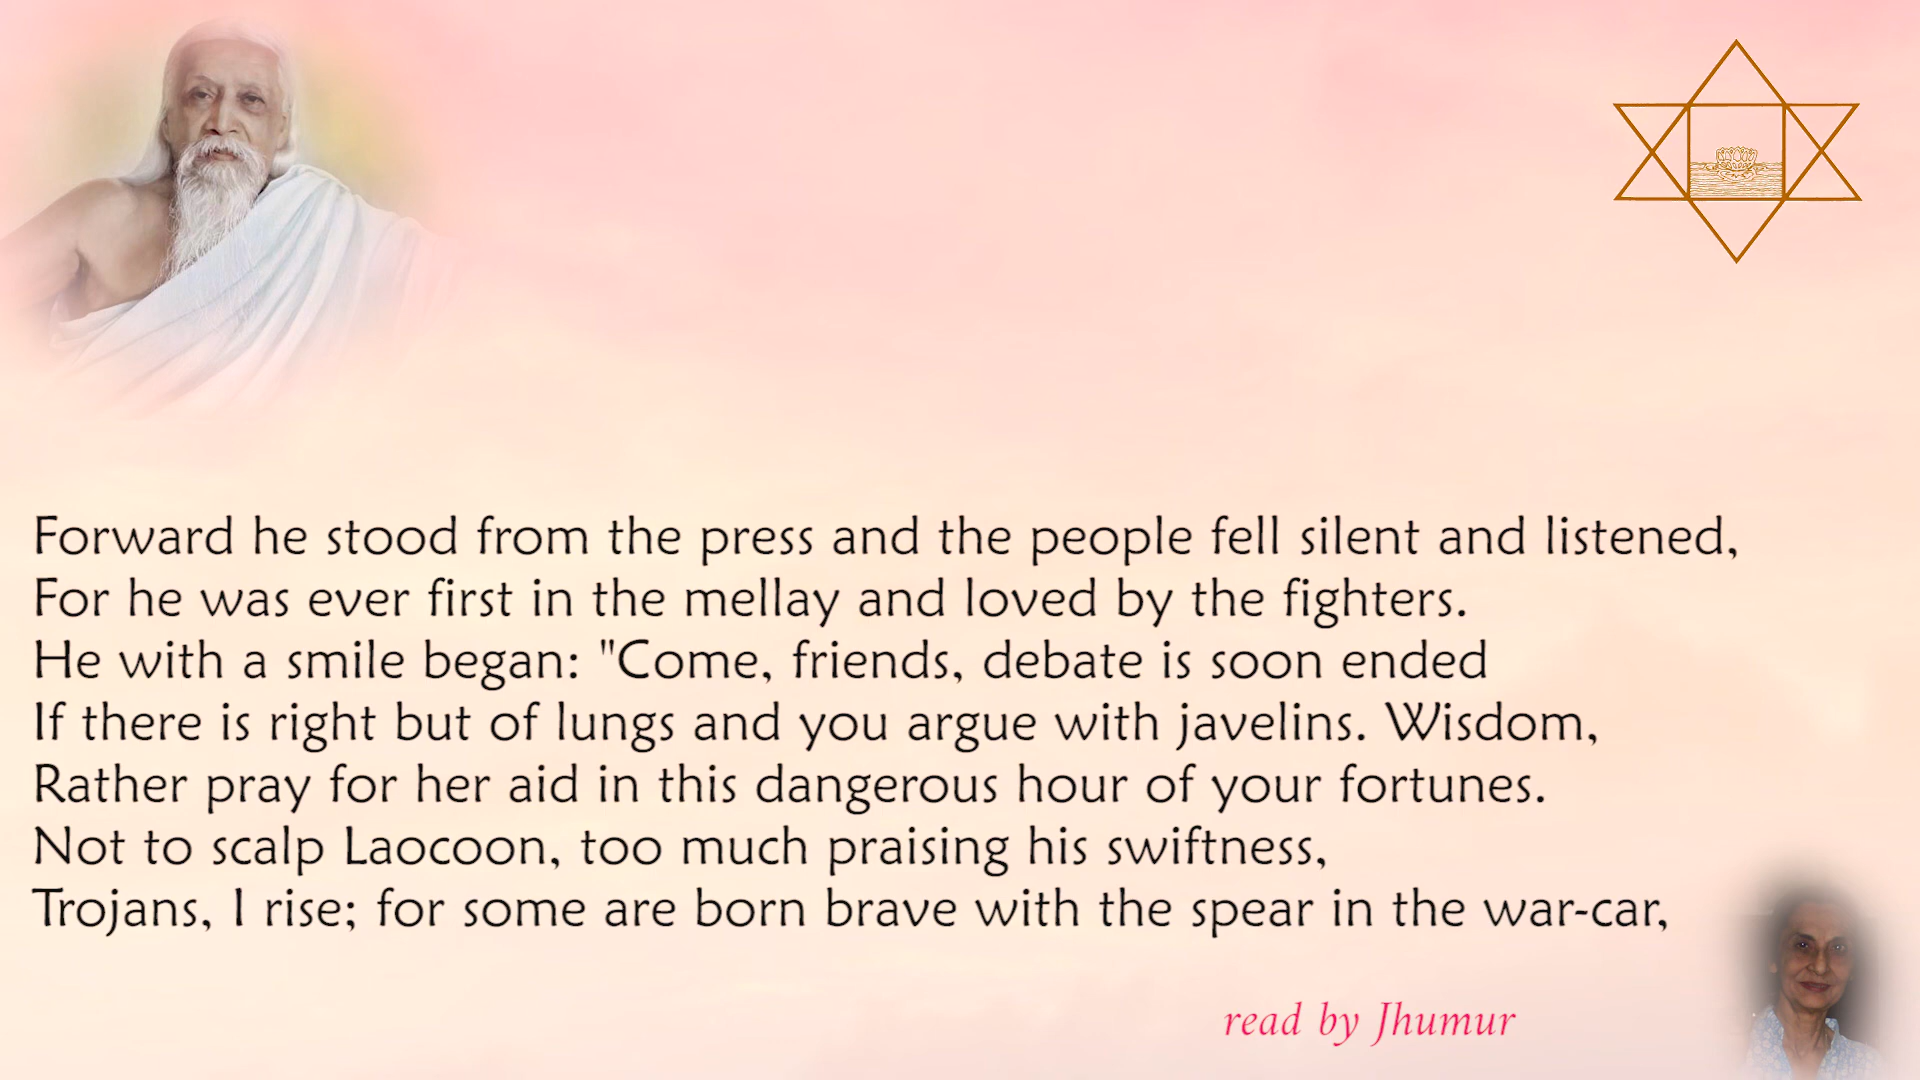 Forward he stood from the press and the people fell silent and listened,
For he was ever first in the mellay and loved by the fighters.
He with a smile began: "Come, friends, debate is soon ended
If there is right but of lungs and you argue with javelins. Wisdom,
Rather pray for her aid in this dangerous hour of your fortunes.
Not to scalp Laocoon, too much praising his swiftness,
Trojans, I rise; for some are born brave with the spear in the war-car,
read by Jhumur